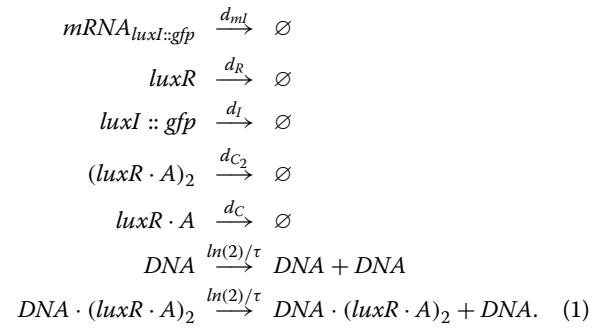 mRNA_{luxI::gfp} \xrightarrow{d_{mI}} ∅
luxR \xrightarrow{d_R} ∅
luxI :: gfp \xrightarrow{d_I} ∅
(luxR · A)_2 \xrightarrow{d_{C_2}} ∅
luxR · A \xrightarrow{d_C} ∅
DNA \xrightarrow{ln(2)/τ} DNA + DNA
DNA · (luxR · A)_2 \xrightarrow{ln(2)/τ} DNA · (luxR · A)_2 + DNA. (1)